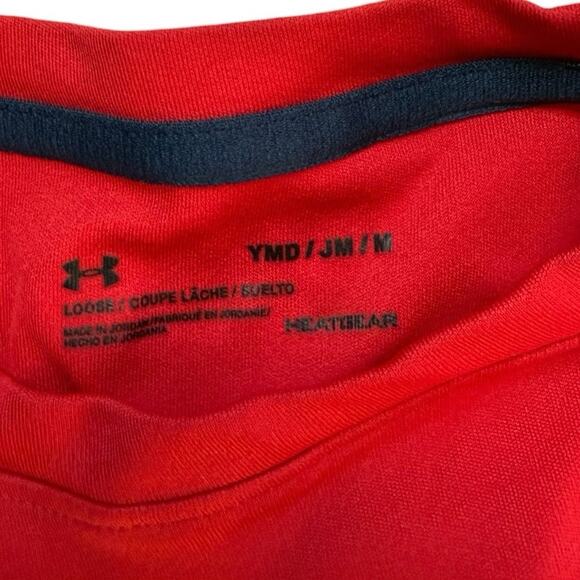 YMD / JM / M
LOOSE / COUPE LÂCHE / SUELTO
MADE IN JORDAN/FABRIQUÉ EN JORDANIE/
HECHO EN JORDANIA
HEATGEAR